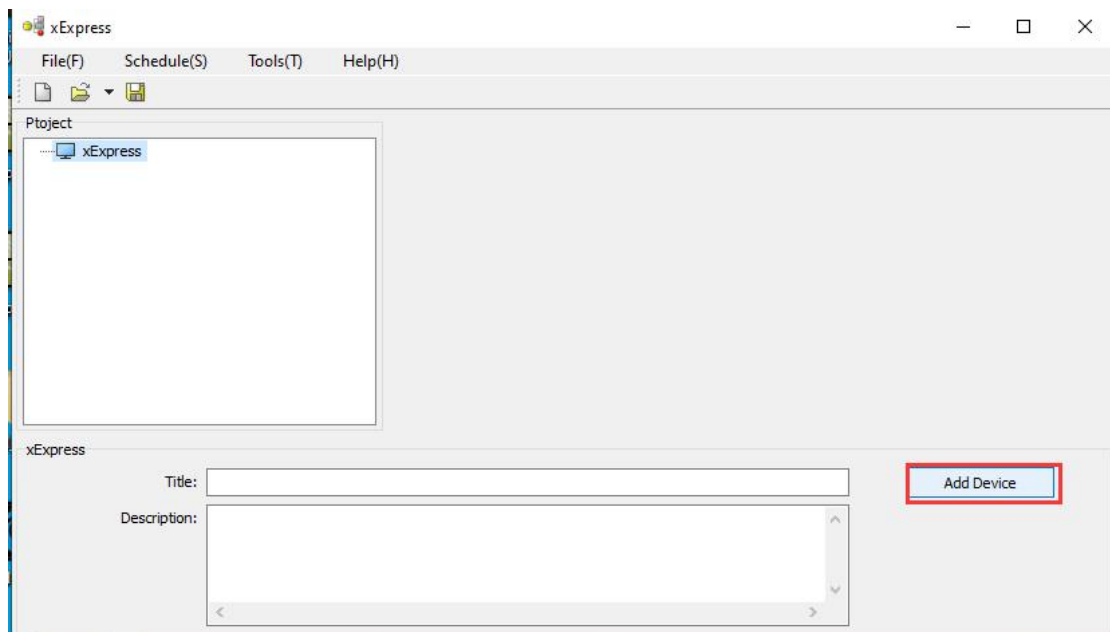 xExpress
File(F) Schedule(S) Tools(T) Help(H)
Ptoject
xExpress
xExpress
Title:
Add Device
Description: